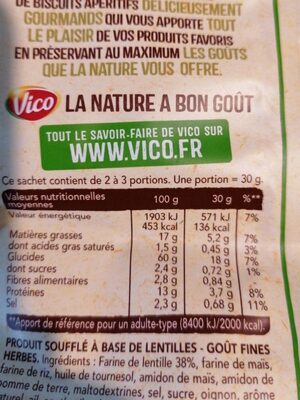 DE BISCUITS APÉRITIFS DÉLICIEUSEMENT
GOURMANDS QUI VOUS APPORTE TOUT
LE PLAISIR DE VOS PRODUITS FAVORIS
EN PRÉSERVANT AU MAXIMUM LES GOÛTS
QUE LA NATURE VOUS OFFRE.
Vico LA NATURE A BON GOÛT
TOUT LE SAVOIR-FAIRE DE VICO SUR
WWW.VICO.FR
Ce sachet contient de 2 à 3 portions. Une portion = 30 g.
Valeurs nutritionnelles moyennes 100 g 30 g %**
Valeur énergétique 1903 kJ 571 kJ 7%
453 kcal 136 kcal
Matières grasses 17 g 5,2 g 7%
dont acides gras saturés 1,5 g 0,45 g 3%
Glucides 60 g 18 g 7%
dont sucres 2,4 g 0,72 g 1%
Fibres alimentaires 2,8 g 0,84 g
Protéines 13 g 3,7 g 8%
Sel 2,3 g 0,68 g 11%
**Apport de référence pour un adulte-type (8400 kJ/2000 kcal).
PRODUIT SOUFFLÉ À BASE DE LENTILLES - GOÛT FINES
HERBES. Ingrédients : Farine de lentille 38%, farine de maïs,
farine de riz, huile de tournesol, amidon de maïs, amidon de
pomme de terre, maltodextrines, sel, sucre, oignon, arôme